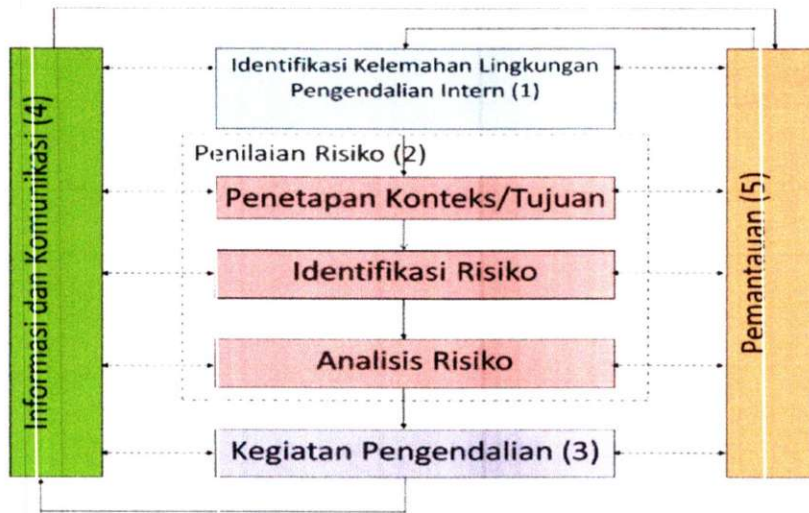 Identifikasi Kelemahan Lingkungan
Pengendalian Intern (1)
Penilaian Risiko (2)
Penetapan Konteks/Tujuan
Identifikasi Risiko
Analisis Risiko
Kegiatan Pengendalian (3)
Informasi dan Komunikasi (4)
Pemantauan (5)